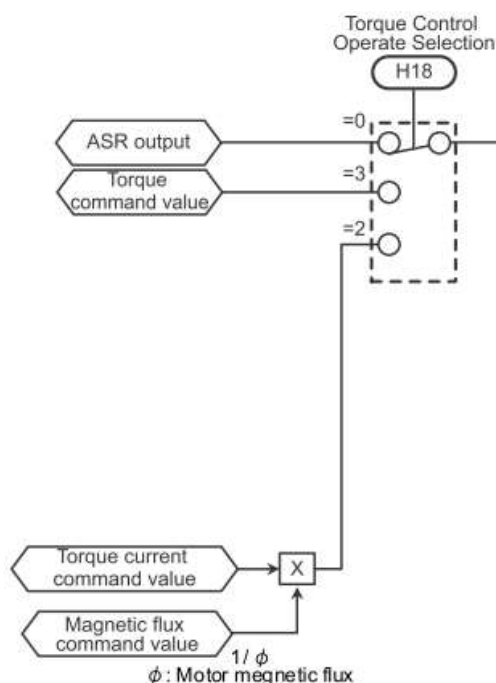 Torque Control
Operate Selection
H18
=0
ASR output
=3
Torque
command value
=2
Torque current
command value
X
Magnetic flux
command value
1/ ϕ
ϕ : Motor megnetic flux